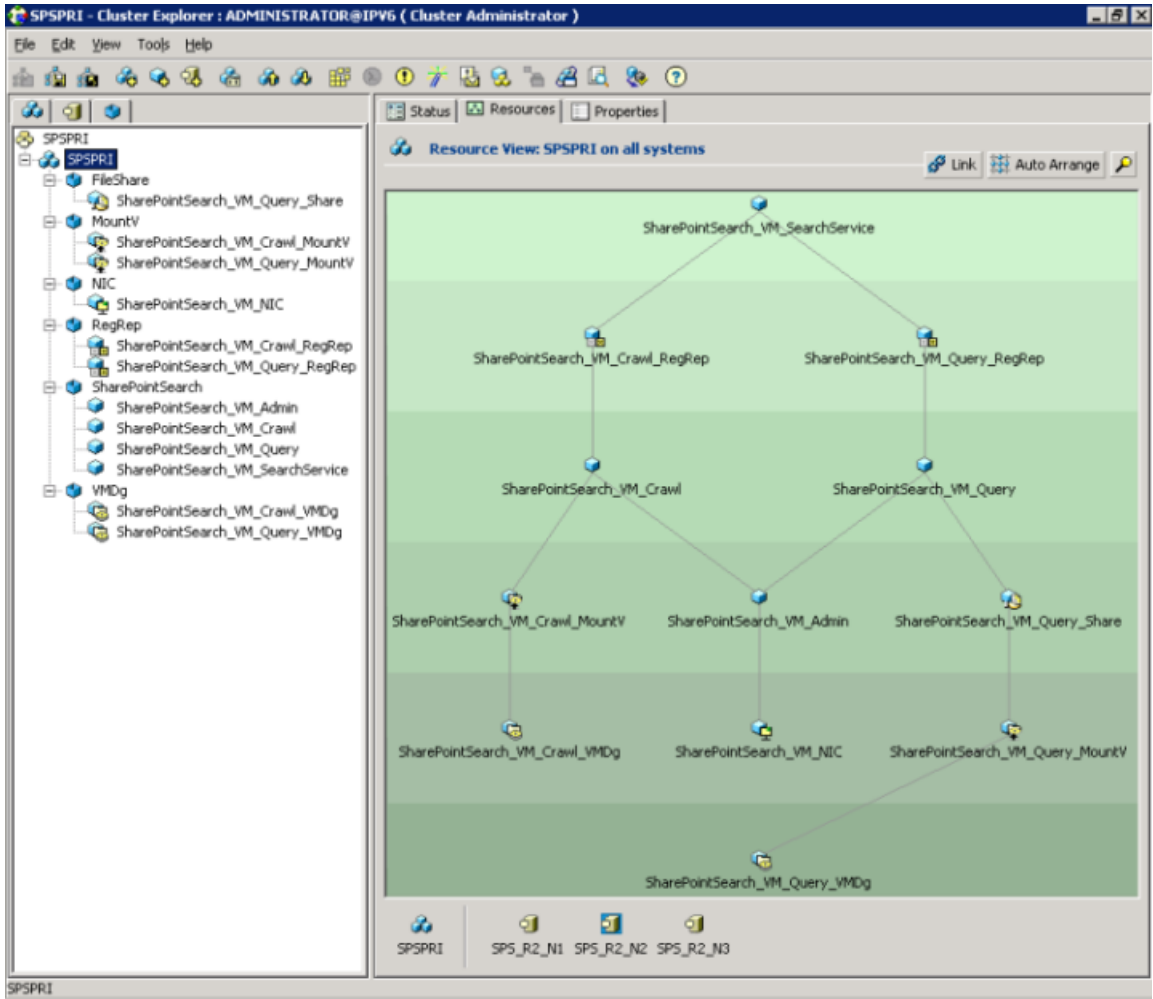 SPSPRI - Cluster Explorer : ADMINISTRATOR@IPV6 ( Cluster Administrator )
File Edit View Tools Help
Status Resources Properties
SPSPRI
SPSPRI
FileShare
SharePointSearch_VM_Query_Share
MountV
SharePointSearch_VM_Crawl_MountV
SharePointSearch_VM_Query_MountV
NIC
SharePointSearch_VM_NIC
RegRep
SharePointSearch_VM_Crawl_RegRep
SharePointSearch_VM_Query_RegRep
SharePointSearch
SharePointSearch_VM_Admin
SharePointSearch_VM_Crawl
SharePointSearch_VM_Query
SharePointSearch_VM_SearchService
VMDg
SharePointSearch_VM_Crawl_VMDg
SharePointSearch_VM_Query_VMDg
Resource View: SPSPRI on all systems
Link Auto Arrange
SharePointSearch_VM_SearchService
SharePointSearch_VM_Crawl_RegRep SharePointSearch_VM_Query_RegRep
SharePointSearch_VM_Crawl SharePointSearch_VM_Query
SharePointSearch_VM_Crawl_MountV SharePointSearch_VM_Admin SharePointSearch_VM_Query_Share
SharePointSearch_VM_Crawl_VMDg SharePointSearch_VM_NIC SharePointSearch_VM_Query_MountV
SharePointSearch_VM_Query_VMDg
SPSPRI SPS_R2_N1 SPS_R2_N2 SPS_R2_N3
SPSPRI